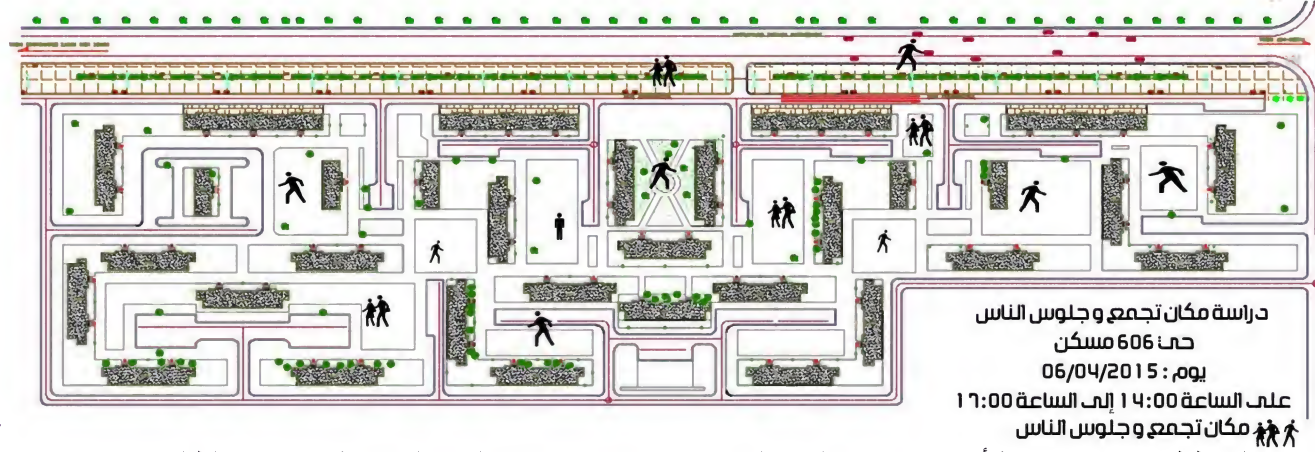 دراسة مكان تجمع و جلوس الناس
حي 606 مسكن
يوم : 06/04/2015
على الساعة 14:00 إلى الساعة 17:00
مكان تجمع و جلوس الناس